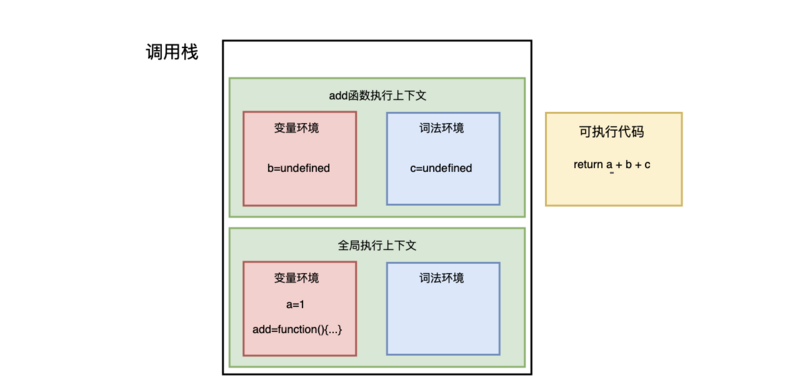 调用栈
add函数执行上下文
变量环境
词法环境
b=undefined
c=undefined
可执行代码
return a + b + c
全局执行上下文
变量环境
词法环境
a=1
add=function(){...}